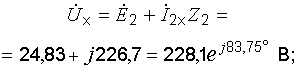 U̇ₓ = Ė₂ + İ₂ₓZ₂ =
= 24,83 + j226,7 = 228,1e^{j83,75°} B;